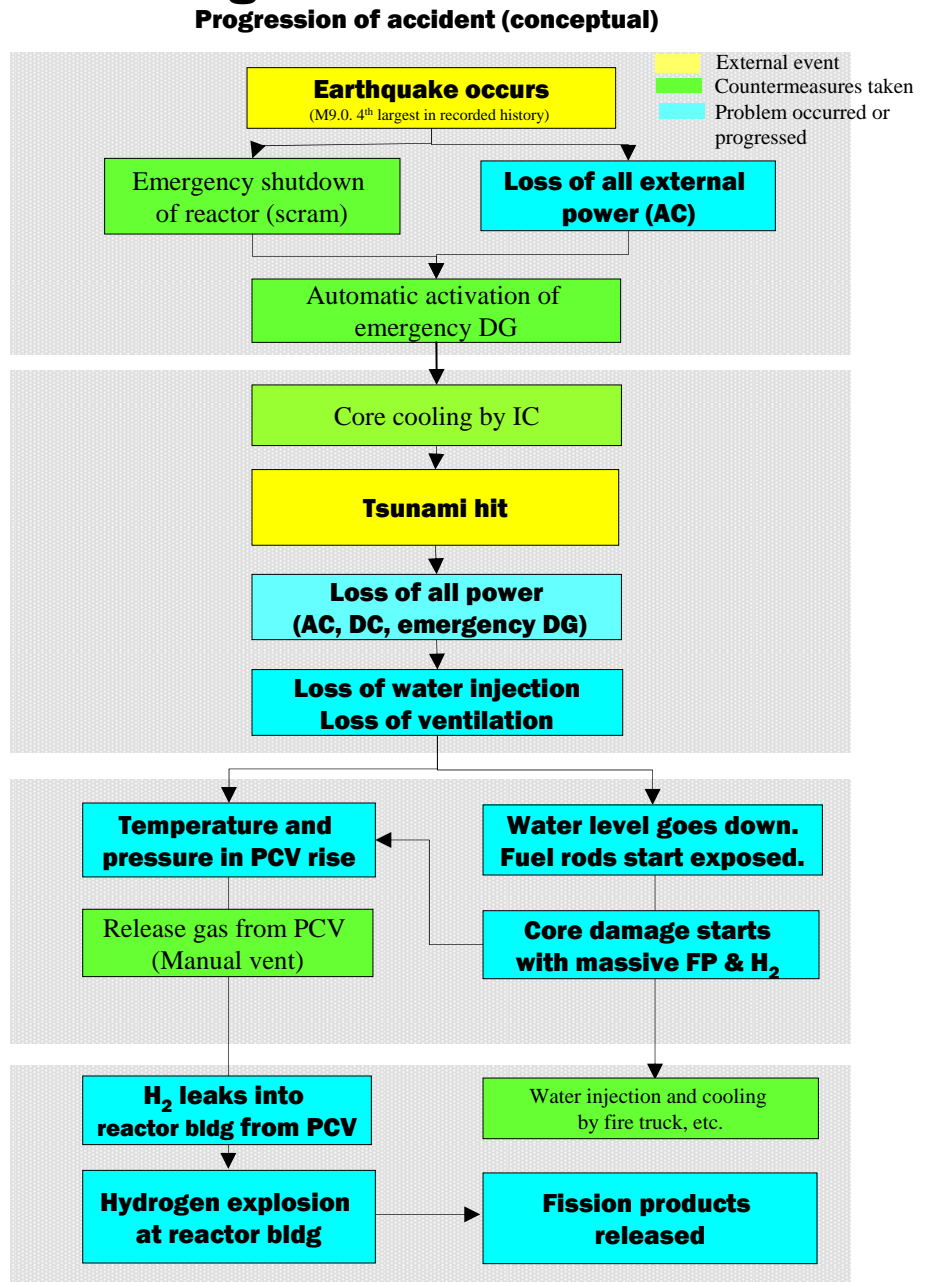 Progression of accident (conceptual)
External event
Countermeasures taken
Problem occurred or
progressed
Earthquake occurs
(M9.0. 4th largest in recorded history)
Emergency shutdown
of reactor (scram)
Loss of all external
power (AC)
Automatic activation of
emergency DG
Core cooling by IC
Tsunami hit
Loss of all power
(AC, DC, emergency DG)
Loss of water injection
Loss of ventilation
Temperature and
pressure in PCV rise
Water level goes down.
Fuel rods start exposed.
Release gas from PCV
(Manual vent)
Core damage starts
with massive FP & H2
H2 leaks into
reactor bldg from PCV
Water injection and cooling
by fire truck, etc.
Hydrogen explosion
at reactor bldg
Fission products
released